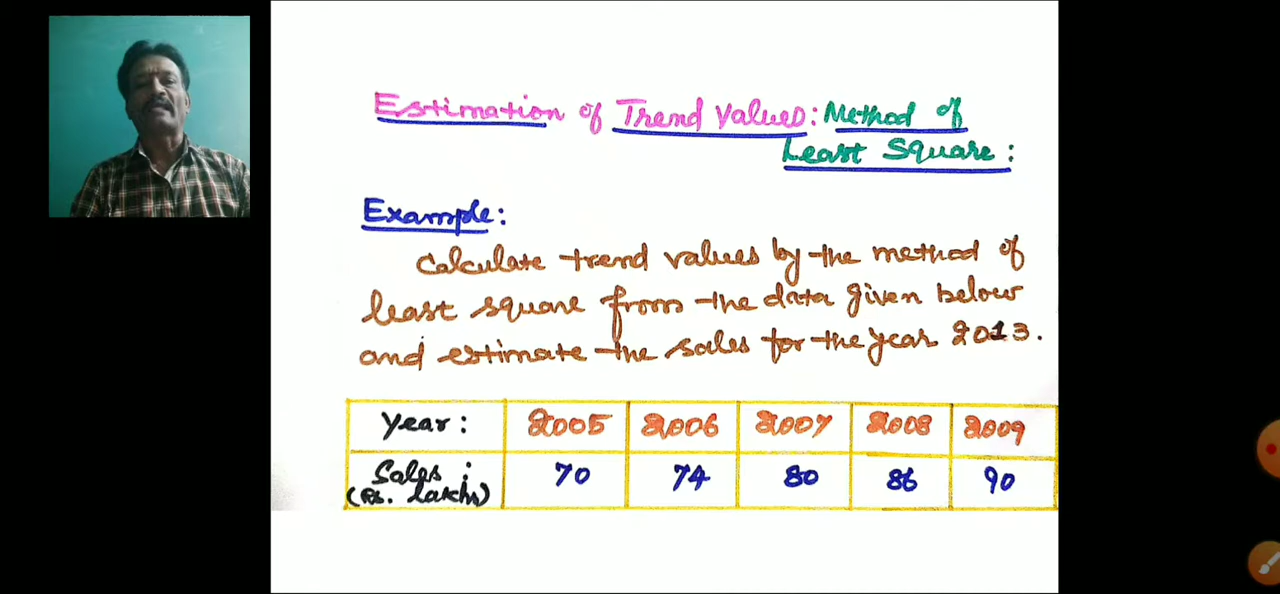 Estimation of Trend Values: Method of
Least Square:
Example:
Calculate trend values by the method of
least square from the data given below
and estimate the sales for the year 2013.
Year: 2005 2006 2007 2008 2009
Sales: 70 74 80 86 90
(Rs. lakhs)